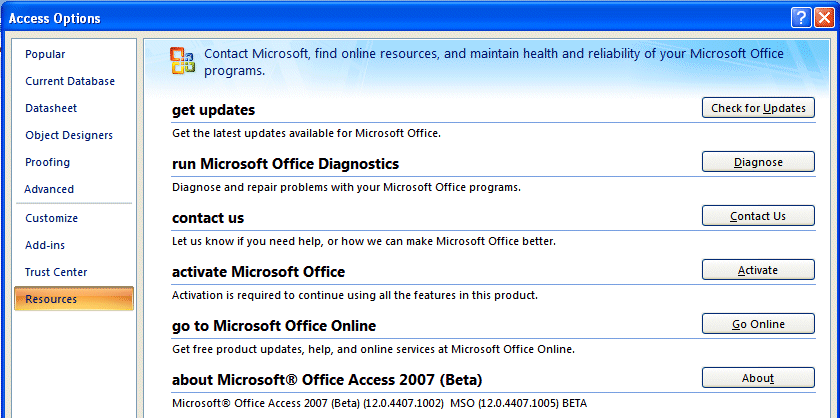 Access Options
Popular
Current Database
Datasheet
Object Designers
Proofing
Advanced
Customize
Add-ins
Trust Center
Resources
Contact Microsoft, find online resources, and maintain health and reliability of your Microsoft Office
programs.
get updates
Check for Updates
Get the latest updates available for Microsoft Office.
run Microsoft Office Diagnostics
Diagnose
Diagnose and repair problems with your Microsoft Office programs.
contact us
Contact Us
Let us know if you need help, or how we can make Microsoft Office better.
activate Microsoft Office
Activate
Activation is required to continue using all the features in this product.
go to Microsoft Office Online
Go Online
Get free product updates, help, and online services at Microsoft Office Online.
about Microsoft® Office Access 2007 (Beta)
About
Microsoft® Office Access 2007 (Beta) (12.0.4407.1002) MSO (12.0.4407.1005) BETA